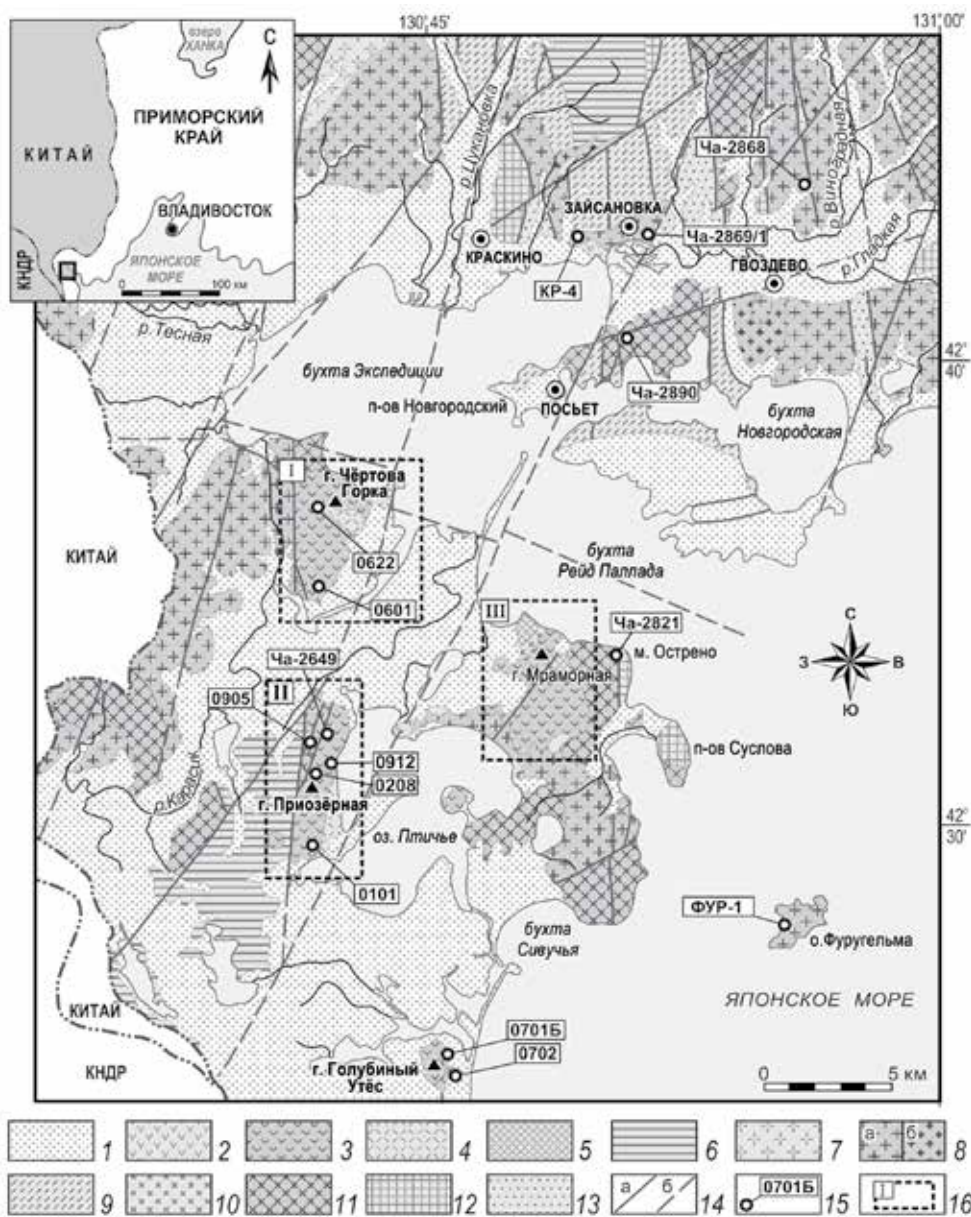 130°45'
131°00'
озеро
ХАНКА
С
ПРИМОРСКИЙ
КРАЙ
КИТАЙ
ВЛАДИВОСТОК
КНДР
ЯПОНСКОЕ
МОРЕ
0 100 км
р. Цукановка
р. Виноградная
Ча-2868
ЗАЙСАНОВКА
КРАСКИНО
Ча-2869/1
р. Гладкая
КР-4
ГВОЗДЕВО
р. Тесная
42°
40'
бухта Экспедиции
Ча-2890
п-ов Новгородский
ПОСЬЕТ
бухта
Новгородская
I
г. Чёртова
Горка
КИТАЙ
0622
бухта
Рейд Паллада
0601
III
Ча-2821
м. Острено
Ча-2649
г. Мраморная
С
З В
Ю
0905
II
п-ов Суслова
0912
0208
р. Карасик
г. Приозёрная
оз. Птичье
42°
30'
0101
ФУР-1
о.Фуругельма
бухта
Сивучья
ЯПОНСКОЕ МОРЕ
КИТАЙ
0701Б
0702
г. Голубиный
Утёс
КНДР
0 5 км
1 2 3 4 5 6 7 а б 8
9 10 11 12 13 а б 14 0701Б 15 I 16